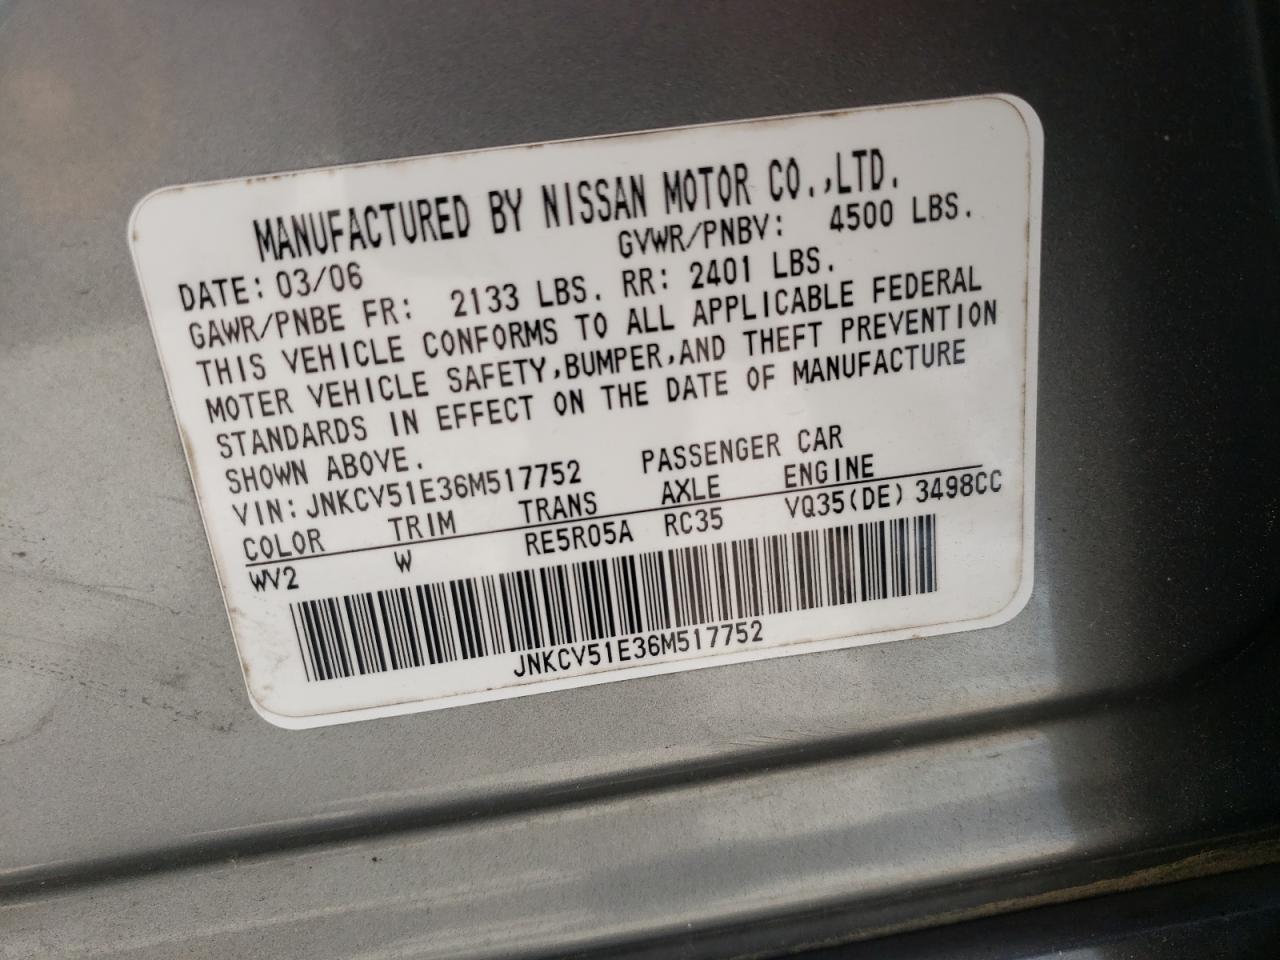 MANUFACTURED BY NISSAN MOTOR CO.,LTD.
DATE: 03/06 GVWR/PNBV: 4500 LBS.
GAWR/PNBE FR: 2133 LBS. RR: 2401 LBS.
THIS VEHICLE CONFORMS TO ALL APPLICABLE FEDERAL
MOTER VEHICLE SAFETY,BUMPER,AND THEFT PREVENTION
STANDARDS IN EFFECT ON THE DATE OF MANUFACTURE
SHOWN ABOVE.
VIN: JNKCV51E36M517752 PASSENGER CAR
COLOR TRIM TRANS AXLE ENGINE
WV2 W RE5R05A RC35 VQ35(DE) 3498CC
JNKCV51E36M517752